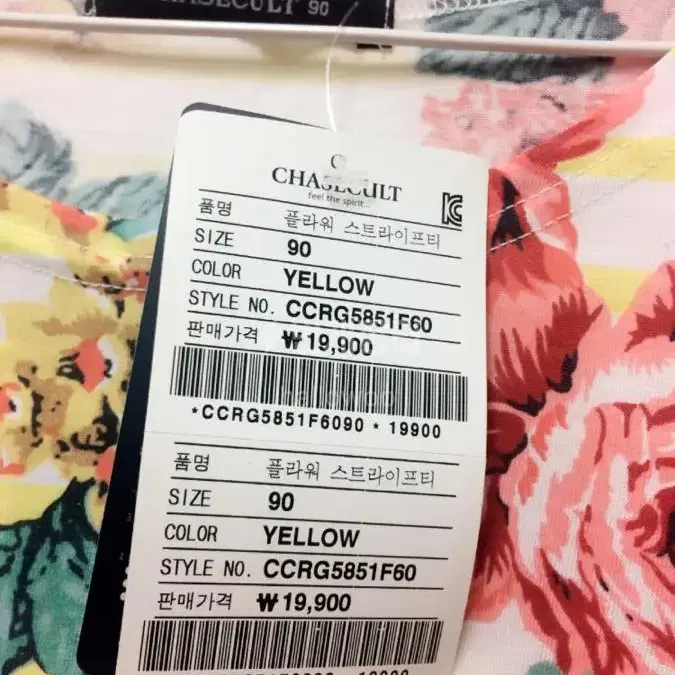 CHASECULT 90
CHASECULT
feel the spirit...
품명 플라워 스트라이프티
SIZE 90
COLOR YELLOW
STYLE NO. CCRG5851F60
판매가격 ₩19,900
*CCRG5851F6090 * 19900
품명 플라워 스트라이프티
SIZE 90
COLOR YELLOW
STYLE NO. CCRG5851F60
판매가격 ₩19,900